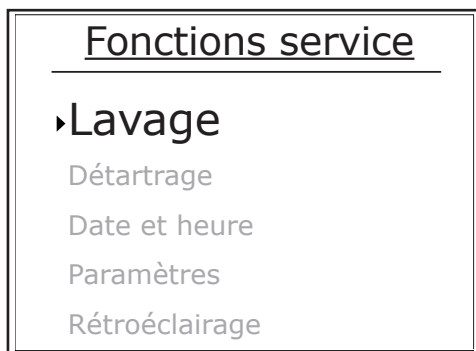 Fonctions service
Lavage
Détartrage
Date et heure
Paramètres
Rétroéclairage